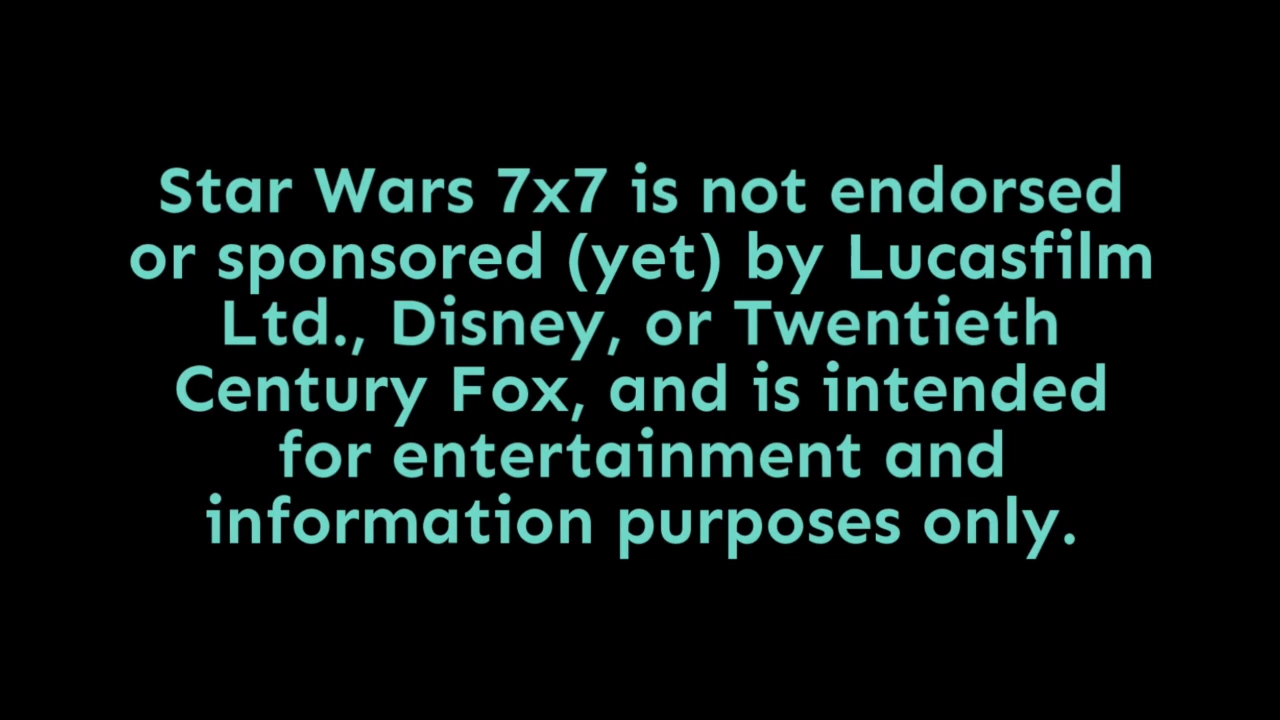 Star Wars 7x7 is not endorsed
or sponsored (yet) by Lucasfilm
Ltd., Disney, or Twentieth
Century Fox, and is intended
for entertainment and
information purposes only.